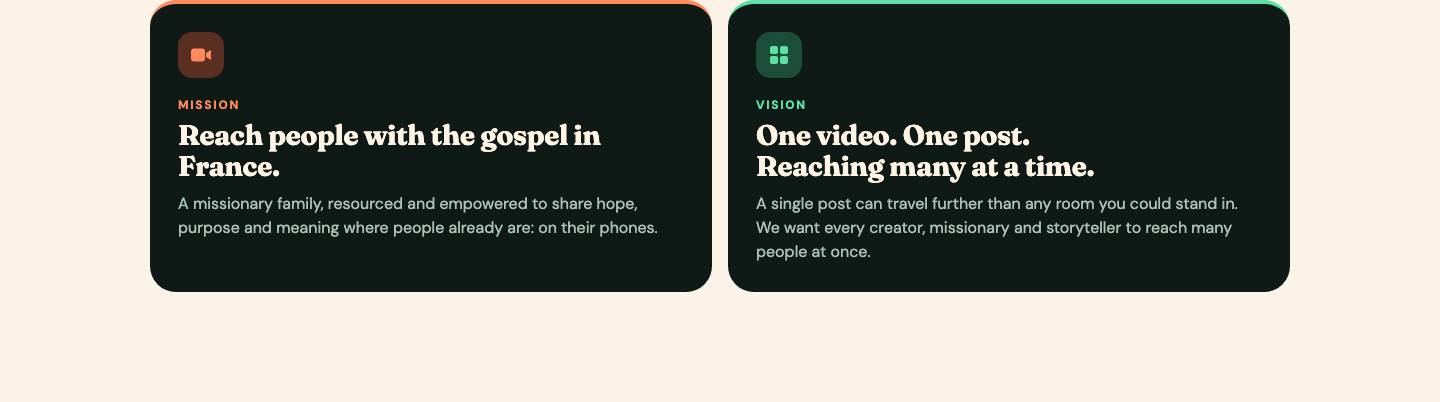 MISSION
Reach people with the gospel in
France.
A missionary family, resourced and empowered to share hope,
purpose and meaning where people already are: on their phones.
VISION
One video. One post.
Reaching many at a time.
A single post can travel further than any room you could stand in.
We want every creator, missionary and storyteller to reach many
people at once.